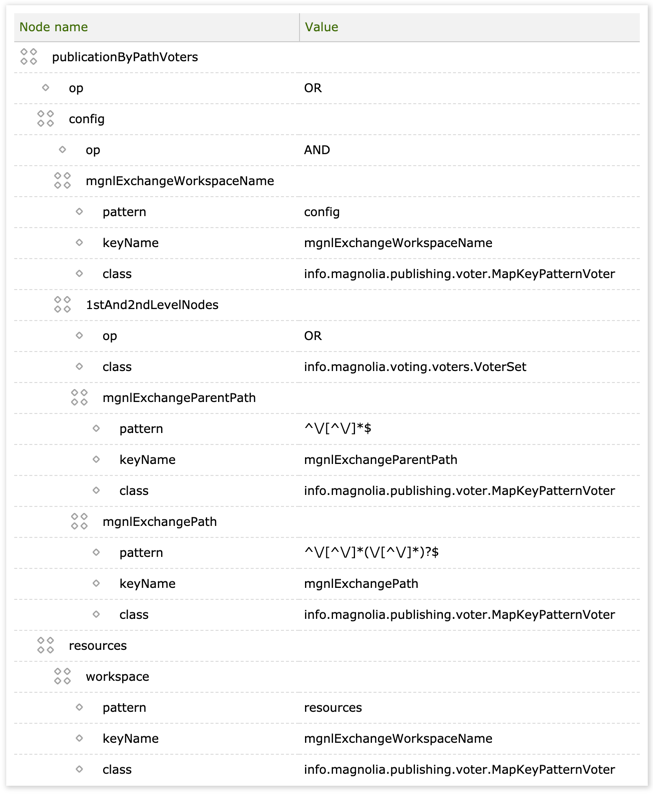 Node name Value
publicationByPathVoters
op OR
config
op AND
mgnlExchangeWorkspaceName
pattern config
keyName mgnlExchangeWorkspaceName
class info.magnolia.publishing.voter.MapKeyPatternVoter
1stAnd2ndLevelNodes
op OR
class info.magnolia.voting.voters.VoterSet
mgnlExchangeParentPath
pattern ^\/[^\/]*$
keyName mgnlExchangeParentPath
class info.magnolia.publishing.voter.MapKeyPatternVoter
mgnlExchangePath
pattern ^\/[^\/]*(\/[^\/]*)?$
keyName mgnlExchangePath
class info.magnolia.publishing.voter.MapKeyPatternVoter
resources
workspace
pattern resources
keyName mgnlExchangeWorkspaceName
class info.magnolia.publishing.voter.MapKeyPatternVoter